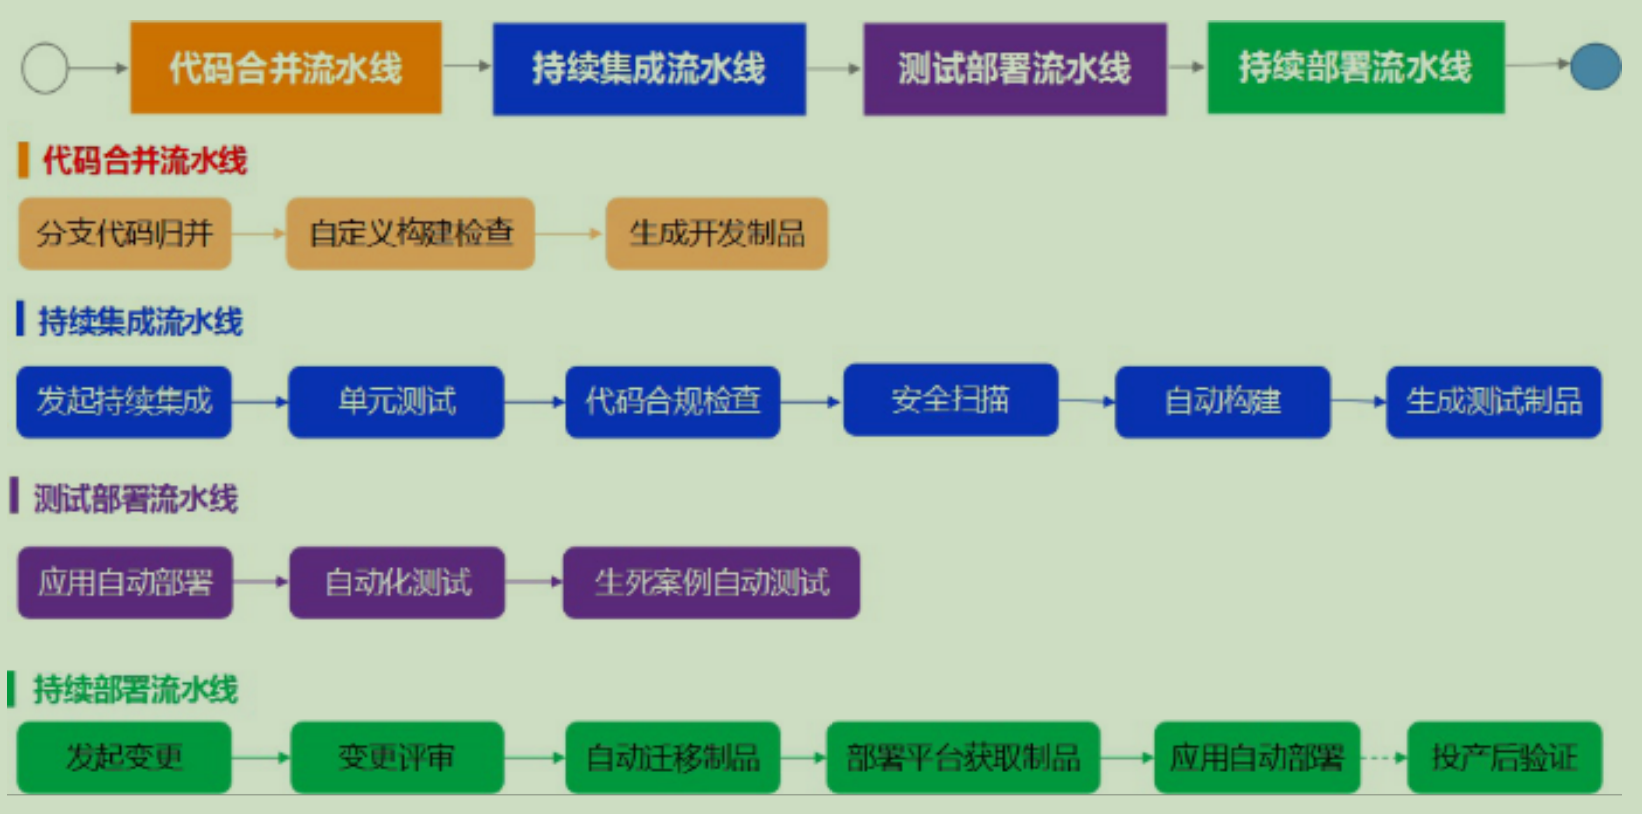 代码合并流水线 持续集成流水线 测试部署流水线 持续部署流水线
代码合并流水线
分支代码归并 自定义构建检查 生成开发制品
持续集成流水线
发起持续集成 单元测试 代码合规检查 安全扫描 自动构建 生成测试制品
测试部署流水线
应用自动部署 自动化测试 生死案例自动测试
持续部署流水线
发起变更 变更评审 自动迁移制品 部署平台获取制品 应用自动部署 投产后验证